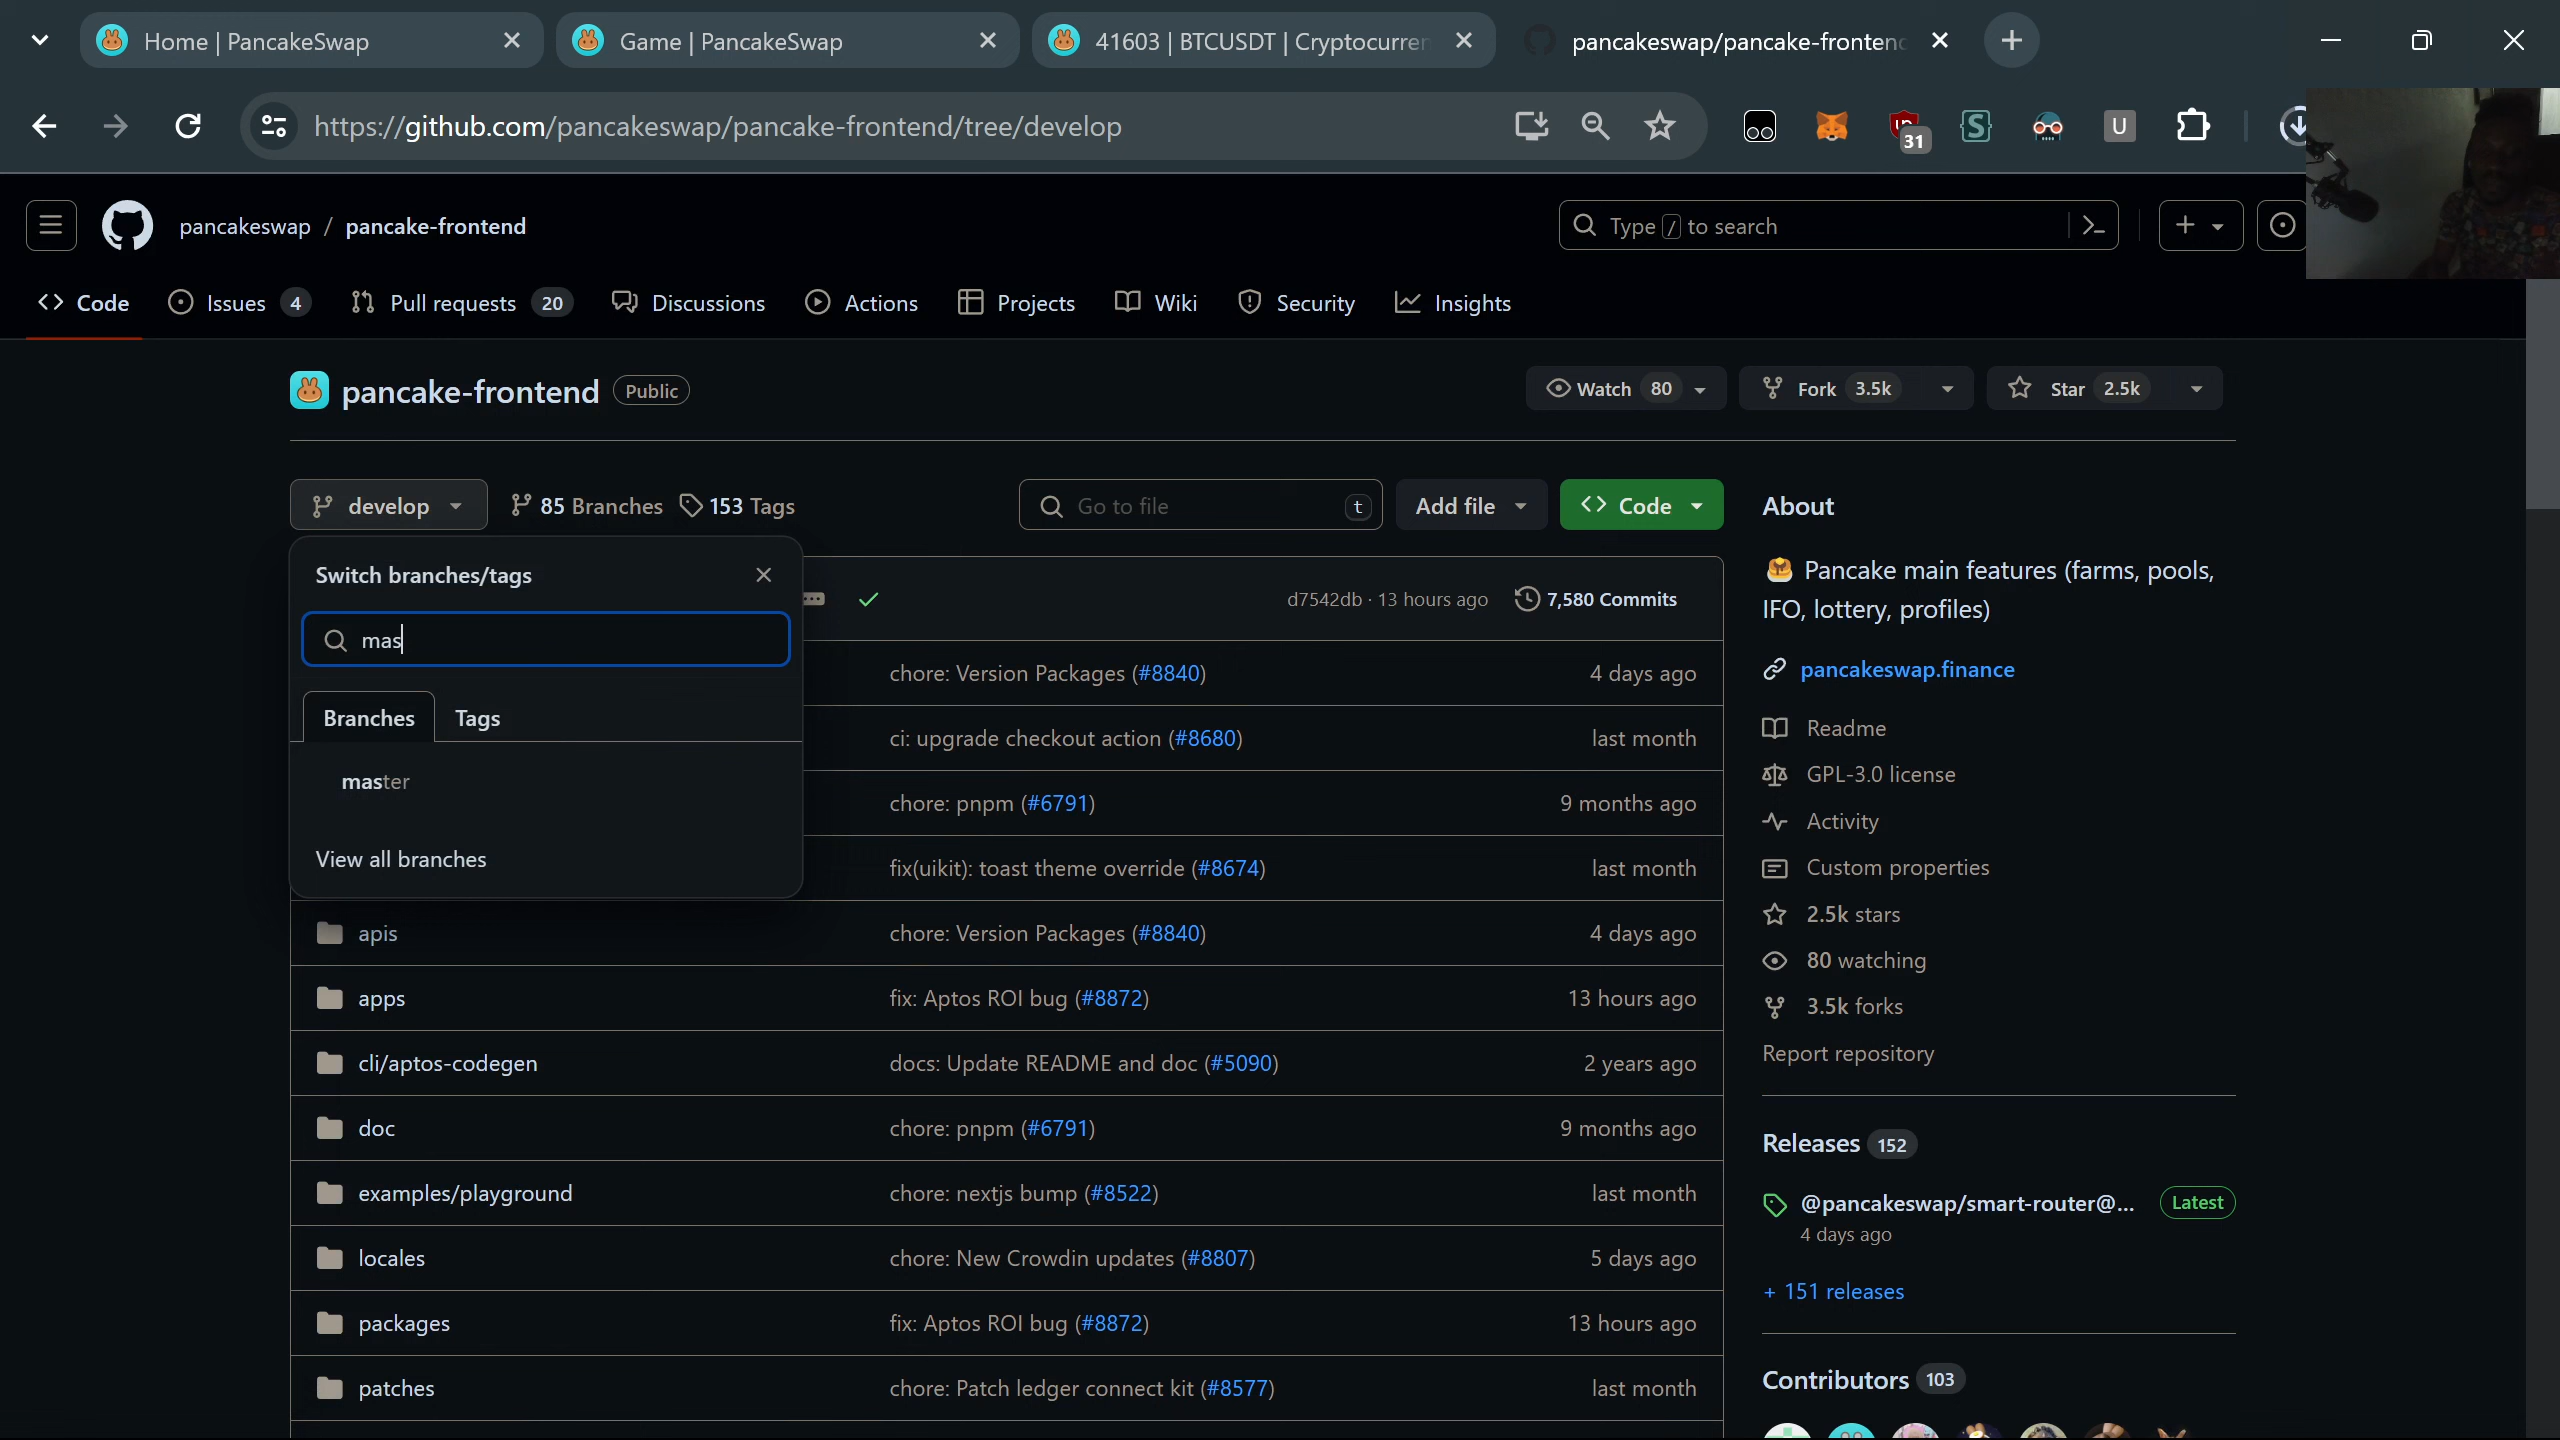 Home | PancakeSwap
Game | PancakeSwap
41603 | BTCUSDT | Cryptocurren
pancakeswap/pancake-frontend
https://github.com/pancakeswap/pancake-frontend/tree/develop
31
U
pancakeswap / pancake-frontend
Type / to search
Code
Issues 4
Pull requests 20
Discussions
Actions
Projects
Wiki
Security
Insights
pancake-frontend Public
Watch 80
Fork 3.5k
Star 2.5k
develop
85 Branches
153 Tags
Go to file t
Add file
Code
Switch branches/tags
mas
Branches Tags
master
View all branches
d7542db · 13 hours ago
7,580 Commits
chore: Version Packages (#8840) 4 days ago
ci: upgrade checkout action (#8680) last month
chore: pnpm (#6791) 9 months ago
fix(uikit): toast theme override (#8674) last month
apis chore: Version Packages (#8840) 4 days ago
apps fix: Aptos ROI bug (#8872) 13 hours ago
cli/aptos-codegen docs: Update README and doc (#5090) 2 years ago
doc chore: pnpm (#6791) 9 months ago
examples/playground chore: nextjs bump (#8522) last month
locales chore: New Crowdin updates (#8807) 5 days ago
packages fix: Aptos ROI bug (#8872) 13 hours ago
patches chore: Patch ledger connect kit (#8577) last month
About
Pancake main features (farms, pools,
IFO, lottery, profiles)
pancakeswap.finance
Readme
GPL-3.0 license
Activity
Custom properties
2.5k stars
80 watching
3.5k forks
Report repository
Releases 152
@pancakeswap/smart-router@... Latest
4 days ago
+ 151 releases
Contributors 103